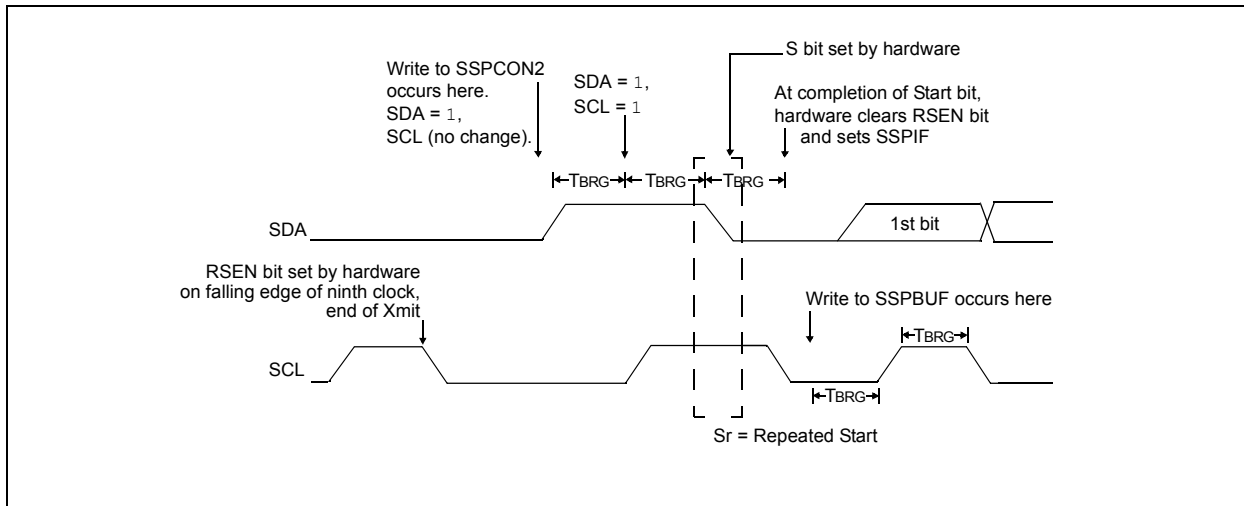 S bit set by hardware
Write to SSPCON2
occurs here.
SDA = 1,
SCL (no change).
SDA = 1,
SCL = 1
At completion of Start bit,
hardware clears RSEN bit
and sets SSPIF
TBRG
TBRG
TBRG
SDA
1st bit
RSEN bit set by hardware
on falling edge of ninth clock,
end of Xmit
Write to SSPBUF occurs here
TBRG
SCL
TBRG
Sr = Repeated Start